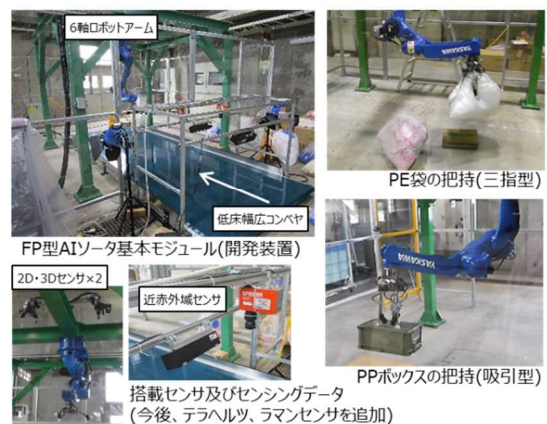 6軸ロボットアーム
低床幅広コンベヤ
FP型AIソータ基本モジュール(開発装置)
YASKAWA
PE袋の把持(三指型)
2D・3Dセンサ×2
近赤外域センサ
搭載センサ及びセンシングデータ
(今後、テラヘルツ、ラマンセンサを追加)
YASKAWA
PPボックスの把持(吸引型)